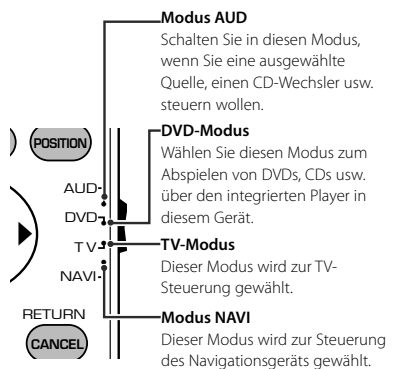 Modus AUD
Schalten Sie in diesen Modus,
wenn Sie eine ausgewählte
Quelle, einen CD-Wechsler usw.
steuern wollen.
DVD-Modus
Wählen Sie diesen Modus zum
Abspielen von DVDs, CDs usw.
über den integrierten Player in
diesem Gerät.
TV-Modus
Dieser Modus wird zur TV-
Steuerung gewählt.
Modus NAVI
Dieser Modus wird zur Steuerung
des Navigationsgeräts gewählt.
POSITION
AUD
DVD
TV
NAVI
RETURN
CANCEL